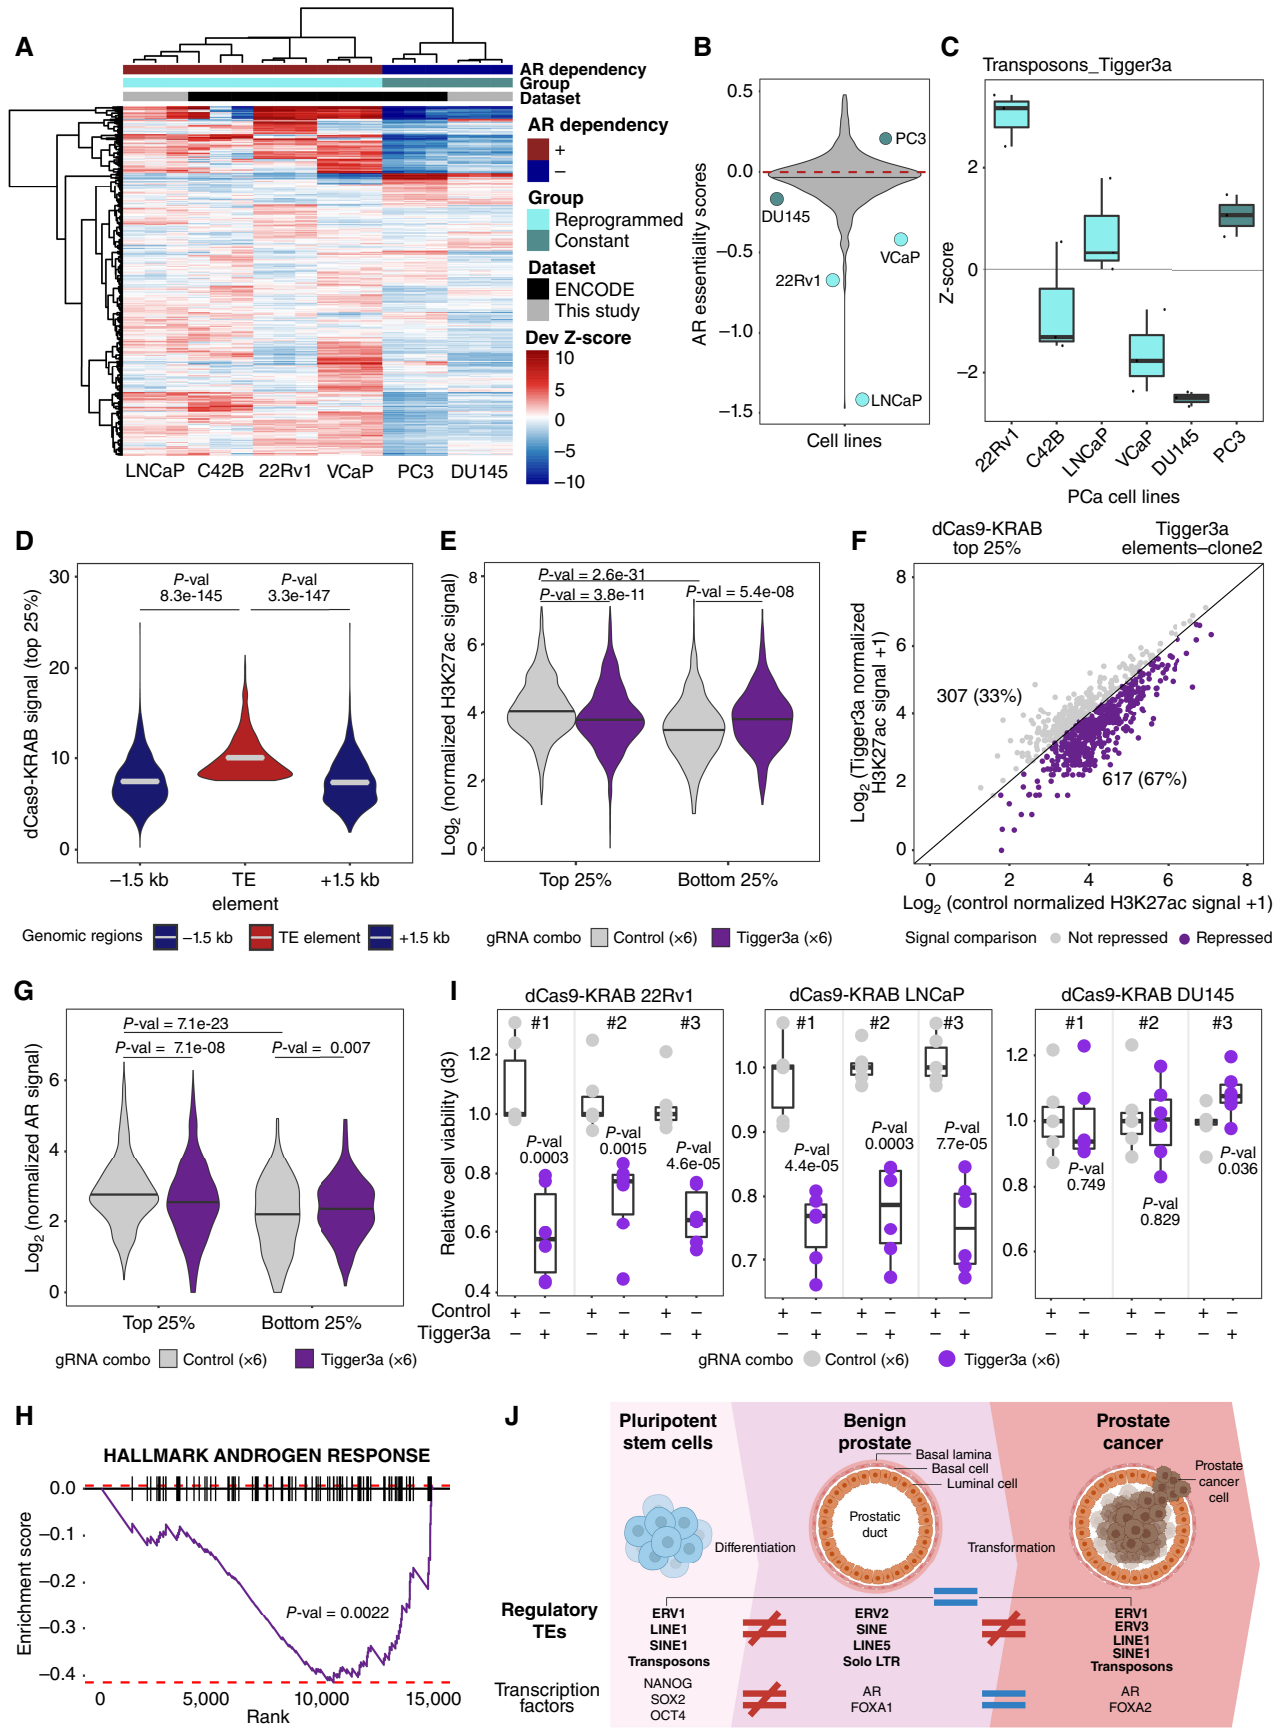 A
AR dependency
Group
Dataset
AR dependency
+
−
Group
Reprogrammed
Constant
Dataset
ENCODE
This study
Dev Z-score
10
5
0
−5
−10
LNCaP C42B 22Rv1 VCaP PC3 DU145
B
AR essentiality scores
0.5
0.0
−0.5
−1.0
−1.5
PC3
DU145
VCaP
22Rv1
LNCaP
Cell lines
C
Transposons_Tigger3a
Z-score
2
0
−2
22Rv1
C42B
LNCaP
VCaP
DU145
PC3
PCa cell lines
D
dCas9-KRAB signal (top 25%)
30
20
10
0
P-val
8.3e-145
P-val
3.3e-147
−1.5 kb TE +1.5 kb
element
Genomic regions −1.5 kb TE element +1.5 kb
E
Log2 (normalized H3K27ac signal)
8
6
4
2
0
P-val = 2.6e-31
P-val = 3.8e-11
P-val = 5.4e-08
Top 25% Bottom 25%
gRNA combo Control (×6) Tigger3a (×6)
F
dCas9-KRAB
top 25%
Tigger3a
elements–clone2
Log2 (Tigger3a normalized
H3K27ac signal +1)
8
6
4
2
0
307 (33%)
617 (67%)
0 2 4 6 8
Log2 (control normalized H3K27ac signal +1)
Signal comparison Not repressed Repressed
G
Log2 (normalized AR signal)
6
4
2
0
P-val = 7.1e-23
P-val = 7.1e-08
P-val = 0.007
Top 25% Bottom 25%
gRNA combo Control (×6) Tigger3a (×6)
I
Relative cell viability (d3)
dCas9-KRAB 22Rv1
#1 #2 #3
1.2
1.0
0.8
0.6
0.4
P-val
0.0003
P-val
0.0015
P-val
4.6e-05
dCas9-KRAB LNCaP
#1 #2 #3
1.0
0.9
0.8
0.7
P-val
4.4e-05
P-val
0.0003
P-val
7.7e-05
dCas9-KRAB DU145
#1 #2 #3
1.2
1.0
0.8
0.6
P-val
0.749
P-val
0.829
P-val
0.036
Control + − + − + − + − + − + − + − + − + −
Tigger3a − + − + − + − + − + − + − + − + − +
gRNA combo Control (×6) Tigger3a (×6)
H
HALLMARK ANDROGEN RESPONSE
Enrichment score
0.0
−0.1
−0.2
−0.3
−0.4
P-val = 0.0022
0 5,000 10,000 15,000
Rank
J
Pluripotent
stem cells
Benign
prostate
Prostate
cancer
Basal lamina
Basal cell
Luminal cell
Prostatic
duct
Prostate
cancer
cell
Differentiation
Transformation
Regulatory
TEs
ERV1
LINE1
SINE1
Transposons
ERV2
SINE
LINE5
Solo LTR
ERV1
ERV3
LINE1
SINE1
Transposons
Transcription
factors
NANOG
SOX2
OCT4
AR
FOXA1
AR
FOXA2